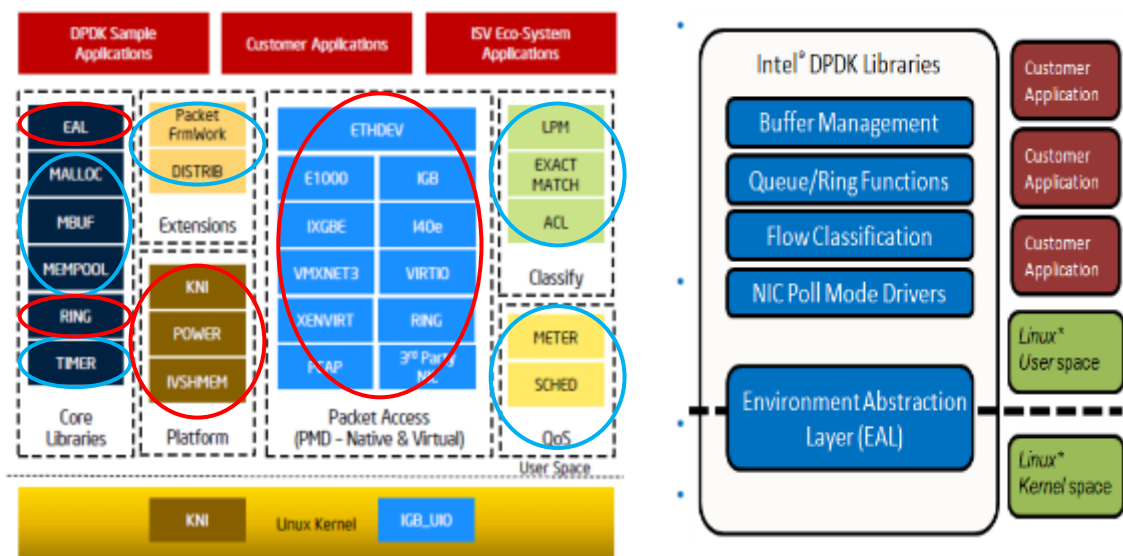 DPDK Sample
Applications
Customer Applications
ISV Eco-System
Applications
EAL
MALLOC
MBUF
MEMPOOL
RING
TIMER
Core
Libraries
Packet
FrmWork
DISTRIB
Extensions
KNI
POWER
IVSHMEM
Platform
ETHDEV
E1000
IGB
IXGBE
I40e
VMXNET3
VIRTIO
XENVIRT
RING
PCAP
3rd Party
NIC
Packet Access
(PMD – Native & Virtual)
LPM
EXACT
MATCH
ACL
Classify
METER
SCHED
QoS
User Space
KNI
Linux Kernel
IGB_UIO
Intel® DPDK Libraries
Buffer Management
Queue/Ring Functions
Flow Classification
NIC Poll Mode Drivers
Environment Abstraction
Layer (EAL)
Customer
Application
Customer
Application
Customer
Application
Linux*
User space
Linux*
Kernel space